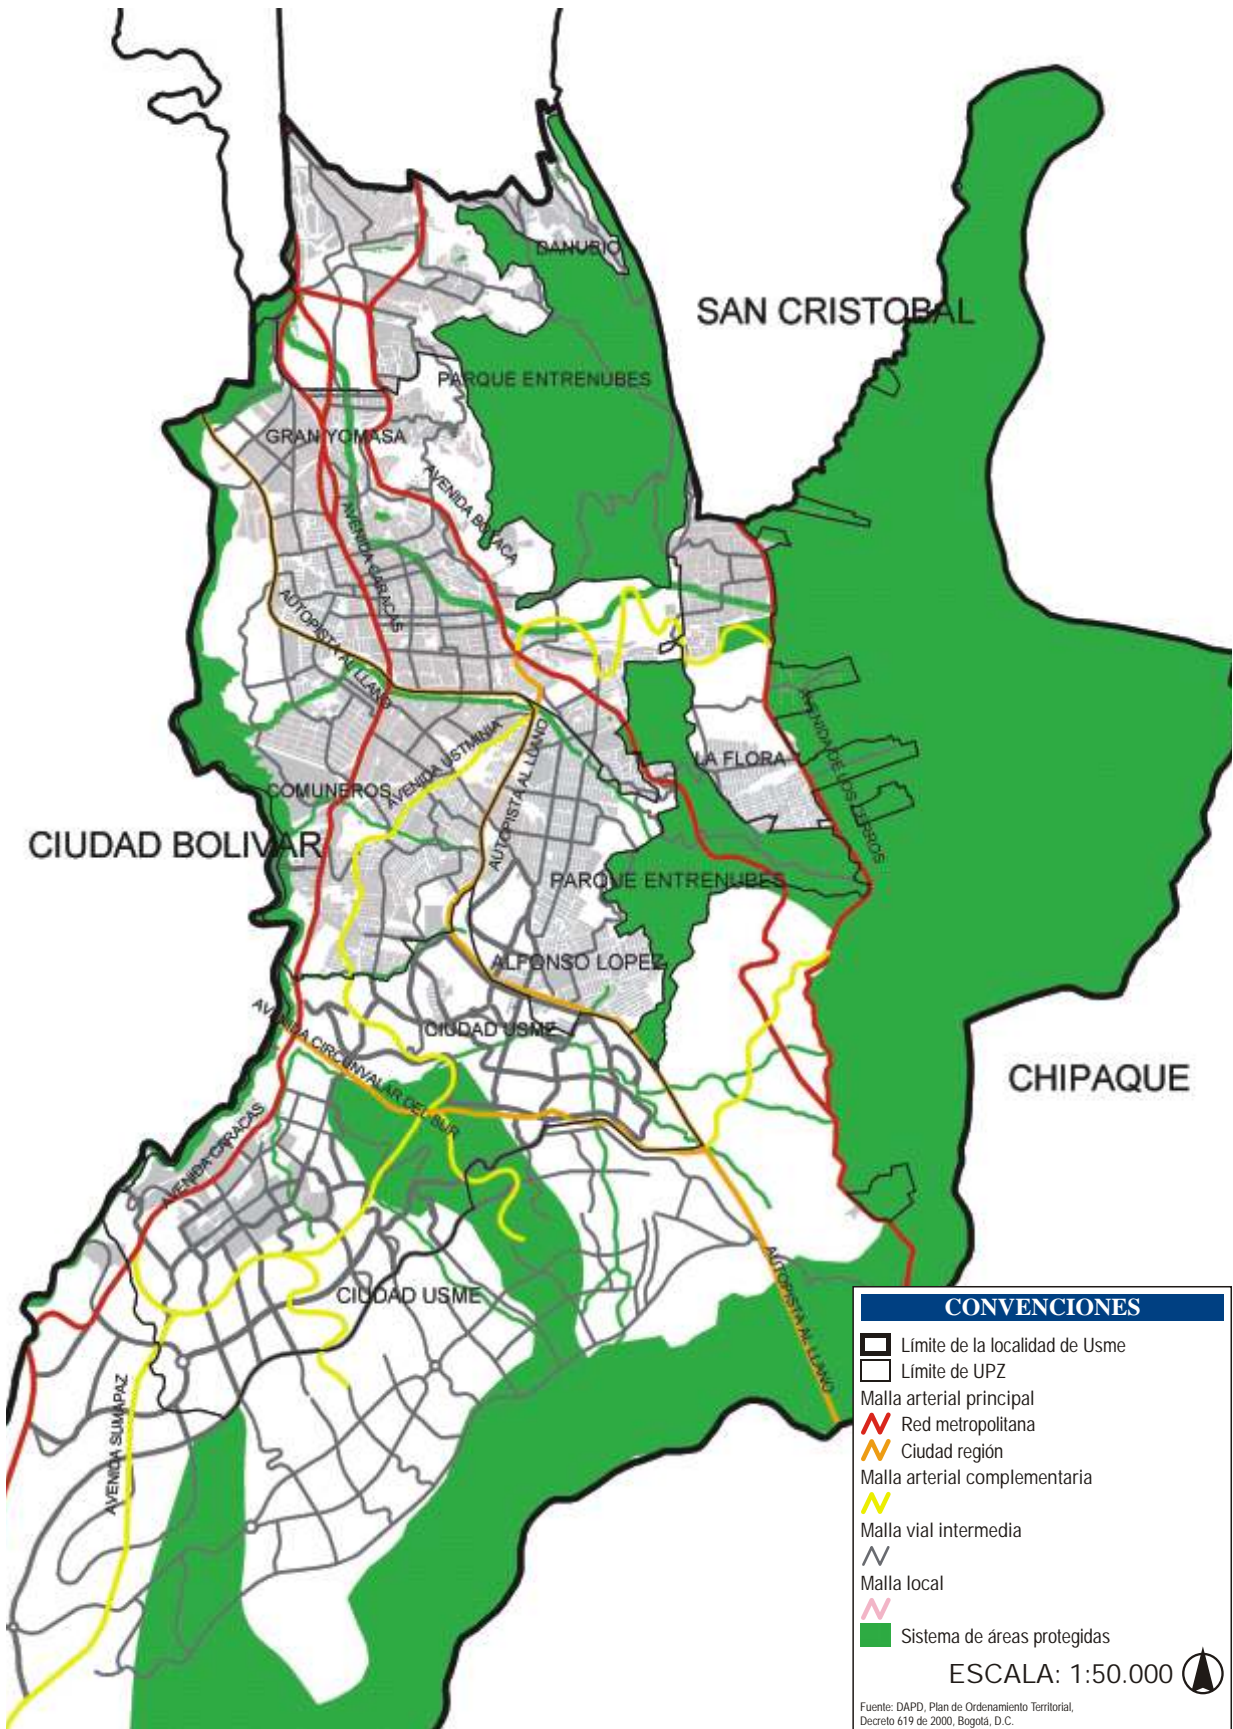 DANUBIO
SAN CRISTOBAL
PARQUE ENTRENUBES
GRAN YOMASA
AVENIDA BOYACA
AVENIDA CARACAS
AUTOPISTA AL LLANO
AVENIDA USTMINIA
AUTOPISTA AL LLANO
LA FLORA
AVENIDA DE LOS CERROS
COMUNEROS
CIUDAD BOLIVAR
PARQUE ENTRENUBES
ALFONSO LOPEZ
CIUDAD USME
AVENIDA CIRCUNVALAR DEL SUR
CHIPAQUE
AVENIDA CARACAS
CIUDAD USME
AUTOPISTA AL LLANO
AVENIDA SUMAPAZ
CONVENCIONES
Límite de la localidad de Usme
Límite de UPZ
Malla arterial principal
Red metropolitana
Ciudad región
Malla arterial complementaria
Malla vial intermedia
Malla local
Sistema de áreas protegidas
ESCALA: 1:50.000
Fuente: DAPD, Plan de Ordenamiento Territorial,
Decreto 619 de 2000, Bogotá, D.C.